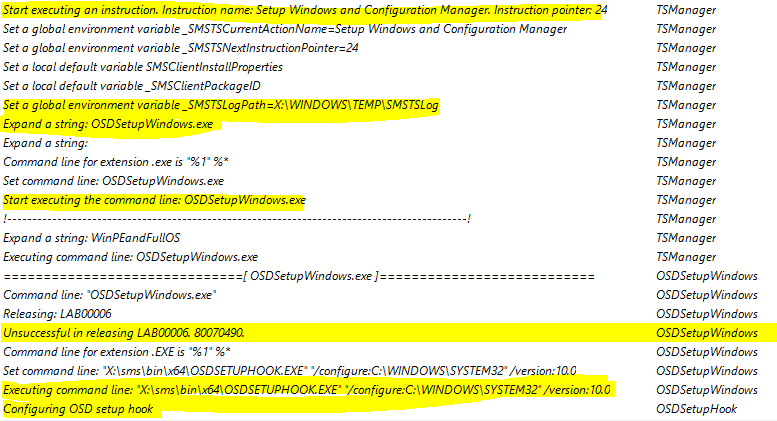 Start executing an instruction. Instruction name: Setup Windows and Configuration Manager. Instruction pointer: 24 TSManager
Set a global environment variable _SMSTSCurrentActionName=Setup Windows and Configuration Manager TSManager
Set a global environment variable _SMSTSNextInstructionPointer=24 TSManager
Set a local default variable SMSClientInstallProperties TSManager
Set a local default variable _SMSClientPackageID TSManager
Set a global environment variable _SMSTSLogPath=X:\WINDOWS\TEMP\SMSTSLog TSManager
Expand a string: OSDSetupWindows.exe TSManager
Expand a string: TSManager
Command line for extension .exe is "%1" %* TSManager
Set command line: OSDSetupWindows.exe TSManager
Start executing the command line: OSDSetupWindows.exe TSManager
!--------------------------------------------------------------------------------------------! TSManager
Expand a string: WinPEandFullOS TSManager
Executing command line: OSDSetupWindows.exe TSManager
==============================[ OSDSetupWindows.exe ]=========================== OSDSetupWindows
Command line: "OSDSetupWindows.exe" OSDSetupWindows
Releasing: LAB00006 OSDSetupWindows
Unsuccessful in releasing LAB00006. 80070490. OSDSetupWindows
Command line for extension .EXE is "%1" %* OSDSetupWindows
Set command line: "X:\sms\bin\x64\OSDSETUPHOOK.EXE" "/configure:C:\WINDOWS\SYSTEM32" /version:10.0 OSDSetupWindows
Executing command line: "X:\sms\bin\x64\OSDSETUPHOOK.EXE" "/configure:C:\WINDOWS\SYSTEM32" /version:10.0 OSDSetupWindows
Configuring OSD setup hook OSDSetupHook